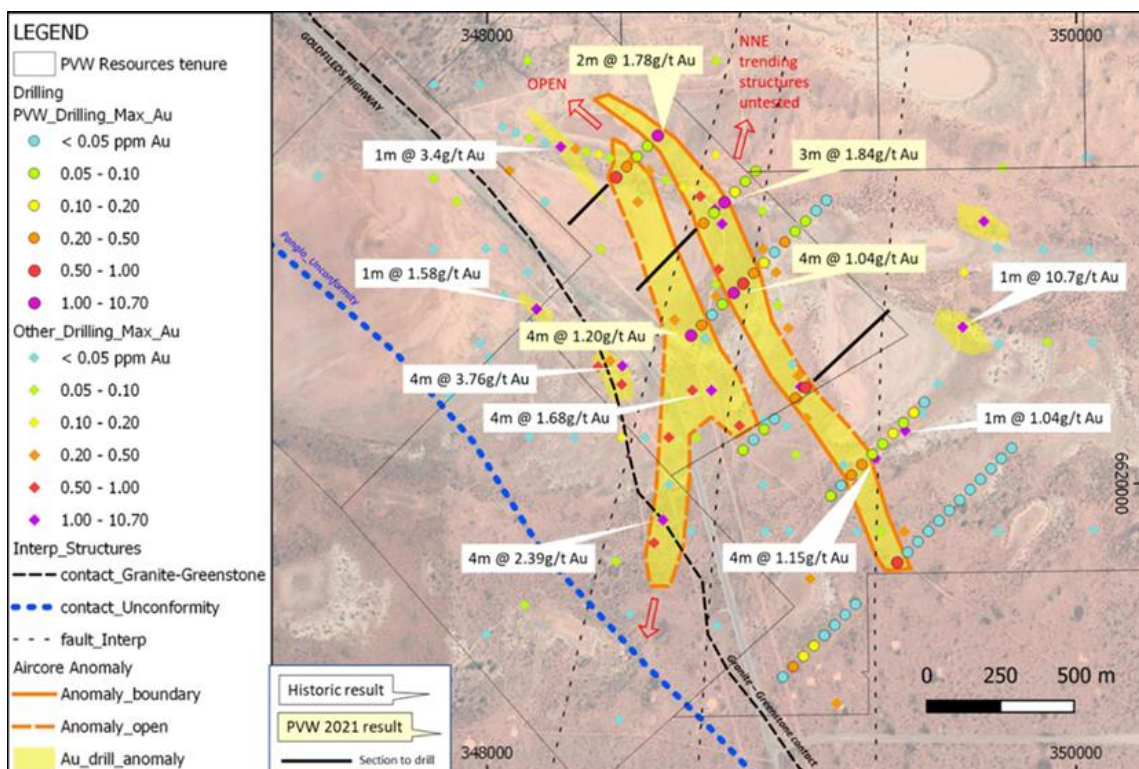 LEGEND
PVW Resources tenure
Drilling
PVW_Drilling_Max_Au
< 0.05 ppm Au
0.05 - 0.10
0.10 - 0.20
0.20 - 0.50
0.50 - 1.00
1.00 - 10.70
Other_Drilling_Max_Au
< 0.05 ppm Au
0.05 - 0.10
0.10 - 0.20
0.20 - 0.50
0.50 - 1.00
1.00 - 10.70
Interp_Structures
contact_Granite-Greenstone
contact_Unconformity
fault_Interp
Aircore Anomaly
Anomaly_boundary
Anomaly_open
Au_drill_anomaly
348000
350000
GOLDFILEDS HIGHWAY
2m @ 1.78g/t Au
NNE
trending
structures
untested
OPEN
1m @ 3.4g/t Au
3m @ 1.84g/t Au
Panglo_Unconformity
4m @ 1.04g/t Au
1m @ 1.58g/t Au
1m @ 10.7g/t Au
4m @ 1.20g/t Au
4m @ 3.76g/t Au
4m @ 1.68g/t Au
1m @ 1.04g/t Au
6620000
4m @ 2.39g/t Au
4m @ 1.15g/t Au
Granite - Greenstone contact
0 250 500 m
Historic result
PVW 2021 result
Section to drill
348000
350000